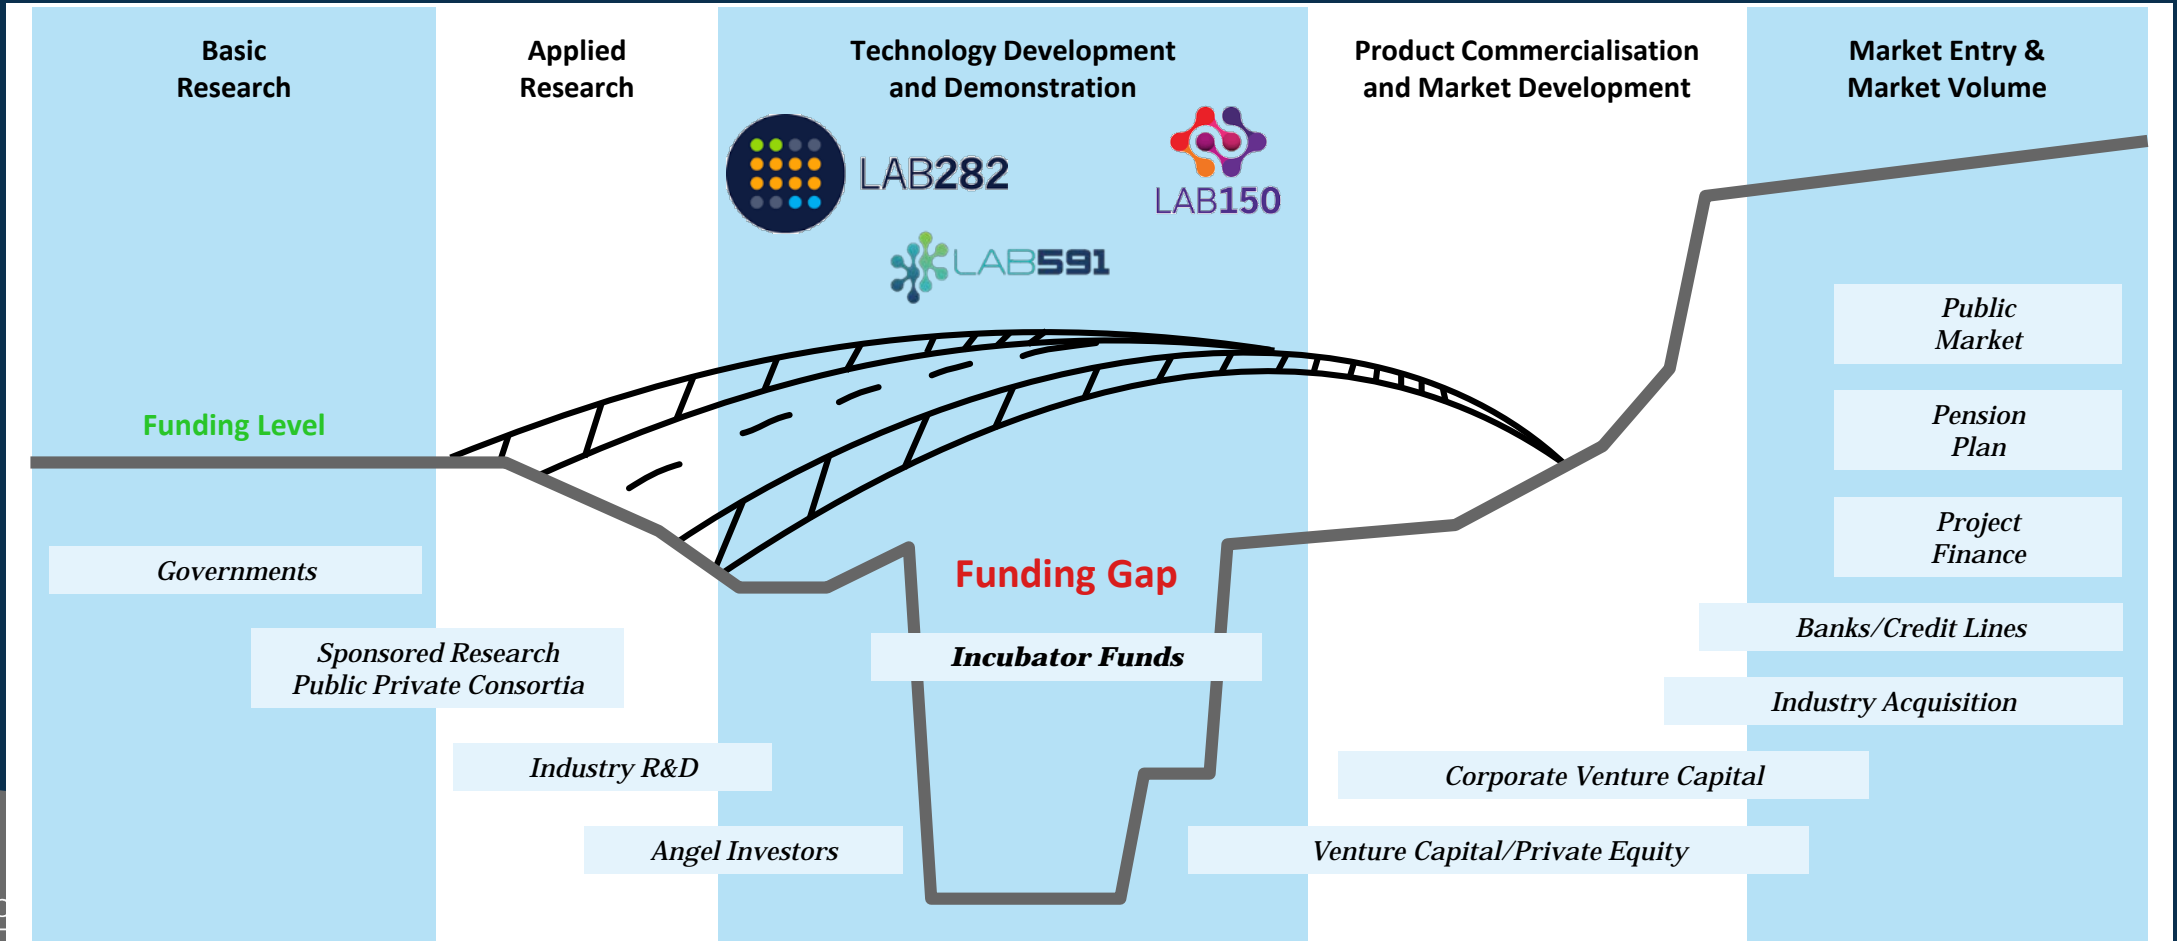 Basic
Research
Applied
Research
Technology Development
and Demonstration
Product Commercialisation
and Market Development
Market Entry &
Market Volume
LAB282
LAB150
LAB591
Funding Level
Funding Gap
Public
Market
Pension
Plan
Project
Finance
Governments
Sponsored Research
Public Private Consortia
Incubator Funds
Banks/Credit Lines
Industry Acquisition
Industry R&D
Corporate Venture Capital
Angel Investors
Venture Capital/Private Equity